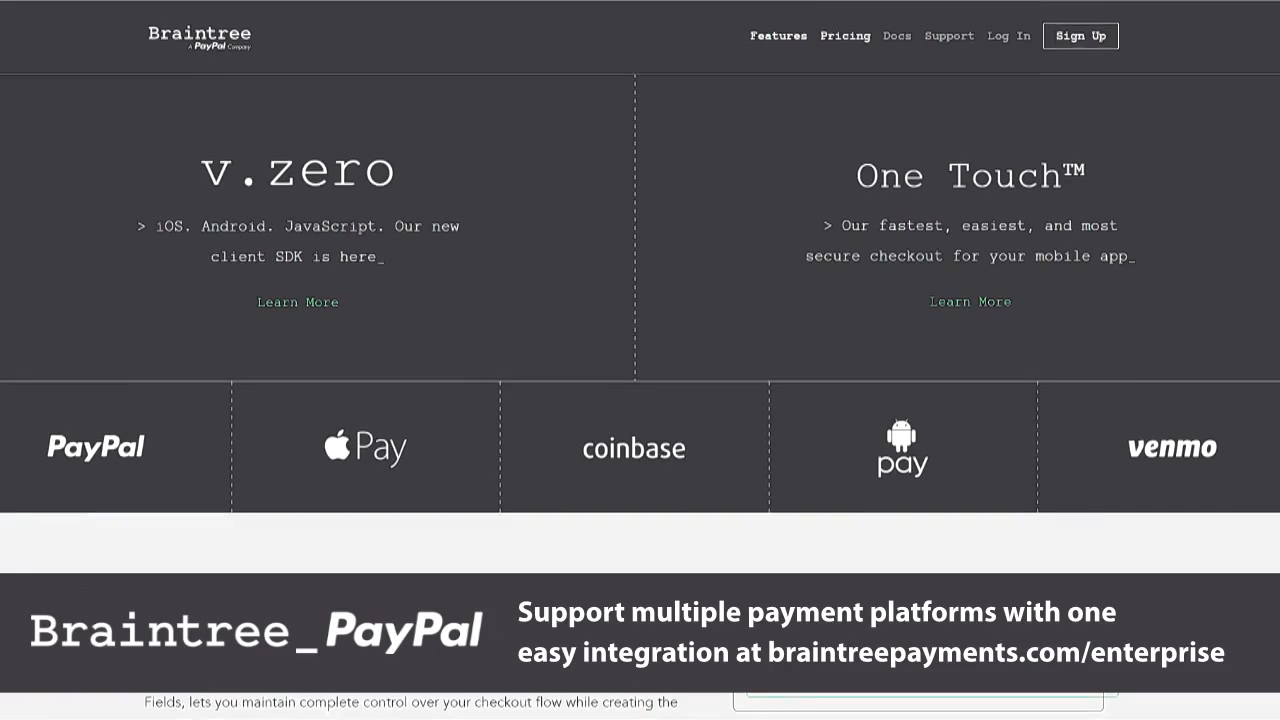 Braintree
A PayPal Company
Features Pricing Docs Support Log In Sign Up
v.zero
> iOS. Android. JavaScript. Our new
client SDK is here_
Learn More
One Touch™
> Our fastest, easiest, and most
secure checkout for your mobile app_
Learn More
PayPal
Pay
coinbase
pay
venmo
Braintree_PayPal
Support multiple payment platforms with one
easy integration at braintreepayments.com/enterprise
Fields, lets you maintain complete control over your checkout flow while creating the